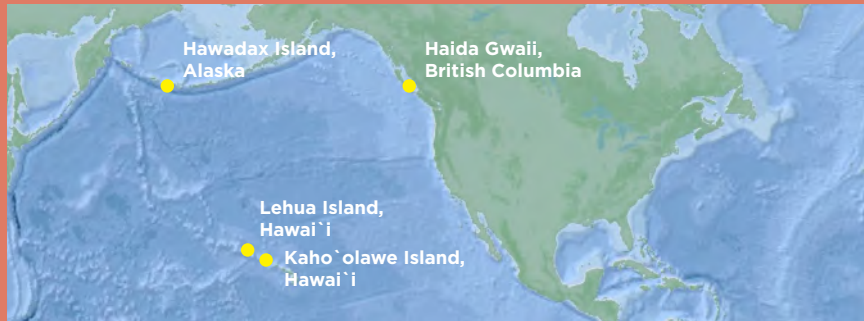 Hawadax Island,
Alaska
Haida Gwaii,
British Columbia
Lehua Island,
Hawai`i
Kaho`olawe Island,
Hawai`i